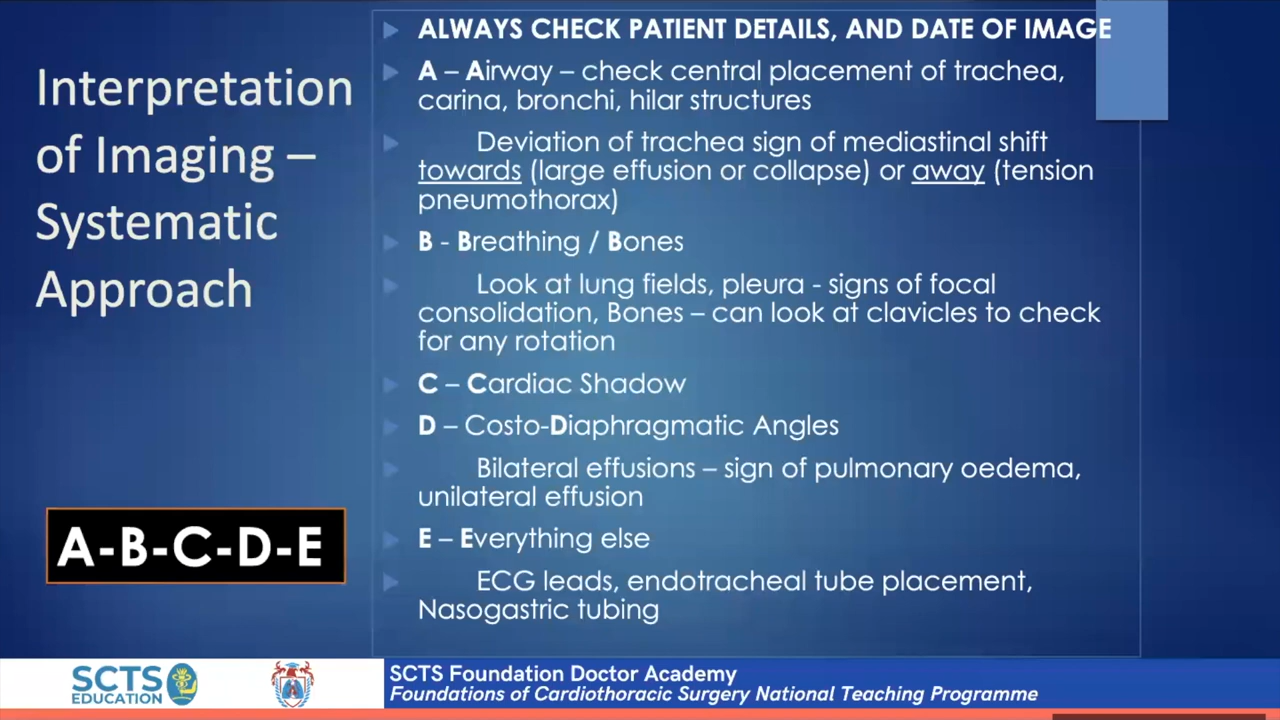 Interpretation
of Imaging –
Systematic
Approach
A-B-C-D-E
ALWAYS CHECK PATIENT DETAILS, AND DATE OF IMAGE
A – Airway – check central placement of trachea,
carina, bronchi, hilar structures
Deviation of trachea sign of mediastinal shift
towards (large effusion or collapse) or away (tension
pneumothorax)
B - Breathing / Bones
Look at lung fields, pleura - signs of focal
consolidation, Bones – can look at clavicles to check
for any rotation
C – Cardiac Shadow
D – Costo-Diaphragmatic Angles
Bilateral effusions – sign of pulmonary oedema,
unilateral effusion
E – Everything else
ECG leads, endotracheal tube placement,
Nasogastric tubing
SCTS
EDUCATION
SCTS Foundation Doctor Academy
Foundations of Cardiothoracic Surgery National Teaching Programme